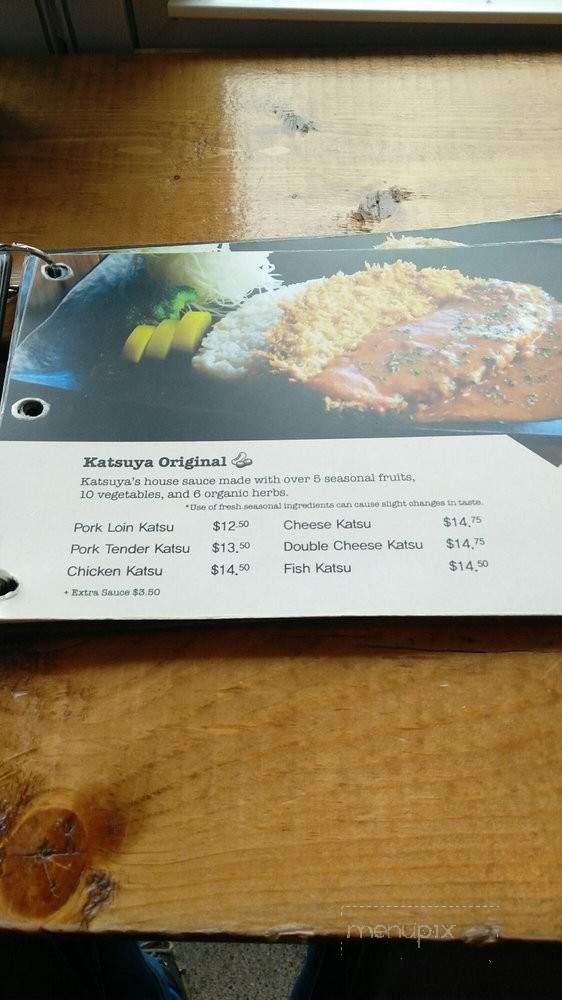 Katsuya Original
Katsuya's house sauce made with over 5 seasonal fruits,
10 vegetables, and 6 organic herbs.
*Use of fresh seasonal ingredients can cause slight changes in taste.
Pork Loin Katsu $12.50
Pork Tender Katsu $13.50
Chicken Katsu $14.50
+ Extra Sauce $3.50
Cheese Katsu $14.75
Double Cheese Katsu $14.75
Fish Katsu $14.50
menupix